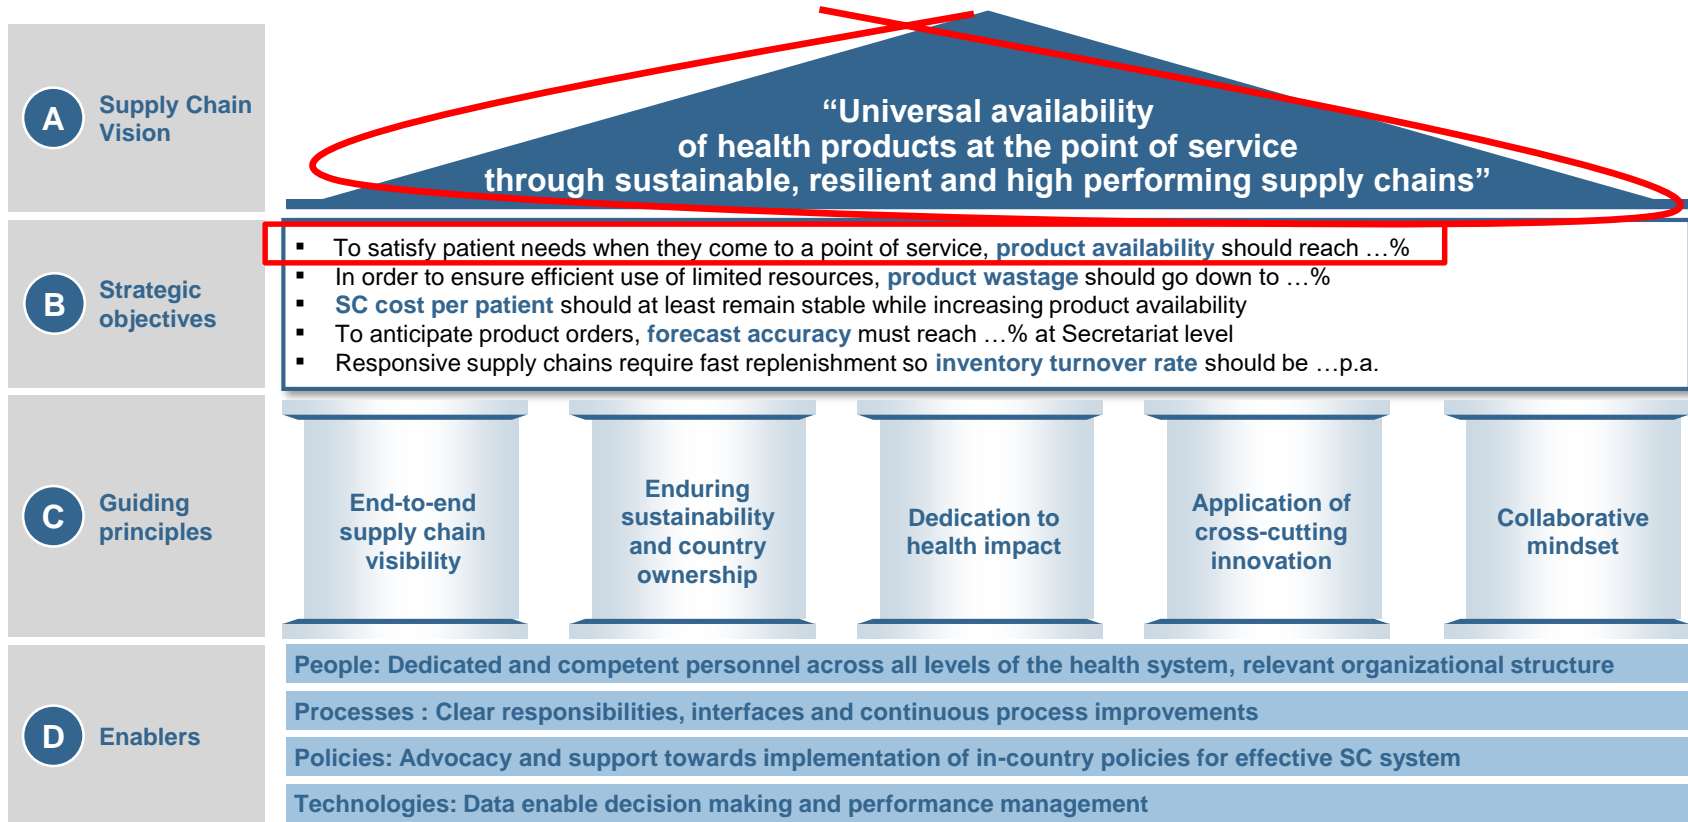 A
Supply Chain
Vision
“Universal availability
of health products at the point of service
through sustainable, resilient and high performing supply chains”
B
Strategic
objectives
▪ To satisfy patient needs when they come to a point of service, product availability should reach …%
▪ In order to ensure efficient use of limited resources, product wastage should go down to …%
▪ SC cost per patient should at least remain stable while increasing product availability
▪ To anticipate product orders, forecast accuracy must reach …% at Secretariat level
▪ Responsive supply chains require fast replenishment so inventory turnover rate should be …p.a.
C
Guiding
principles
End-to-end
supply chain
visibility
Enduring
sustainability
and country
ownership
Dedication to
health impact
Application of
cross-cutting
innovation
Collaborative
mindset
D
Enablers
People: Dedicated and competent personnel across all levels of the health system, relevant organizational structure
Processes : Clear responsibilities, interfaces and continuous process improvements
Policies: Advocacy and support towards implementation of in-country policies for effective SC system
Technologies: Data enable decision making and performance management